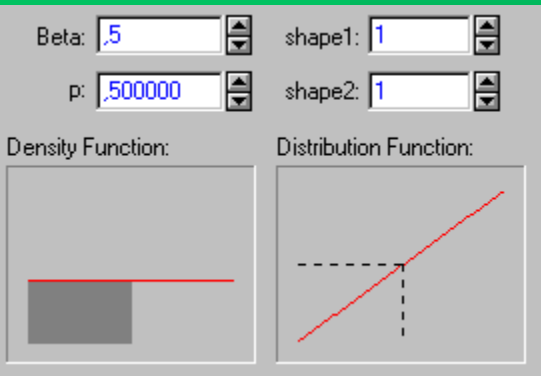 Beta: ,5 shape1: 1
p: ,500000 shape2: 1
Density Function: Distribution Function: